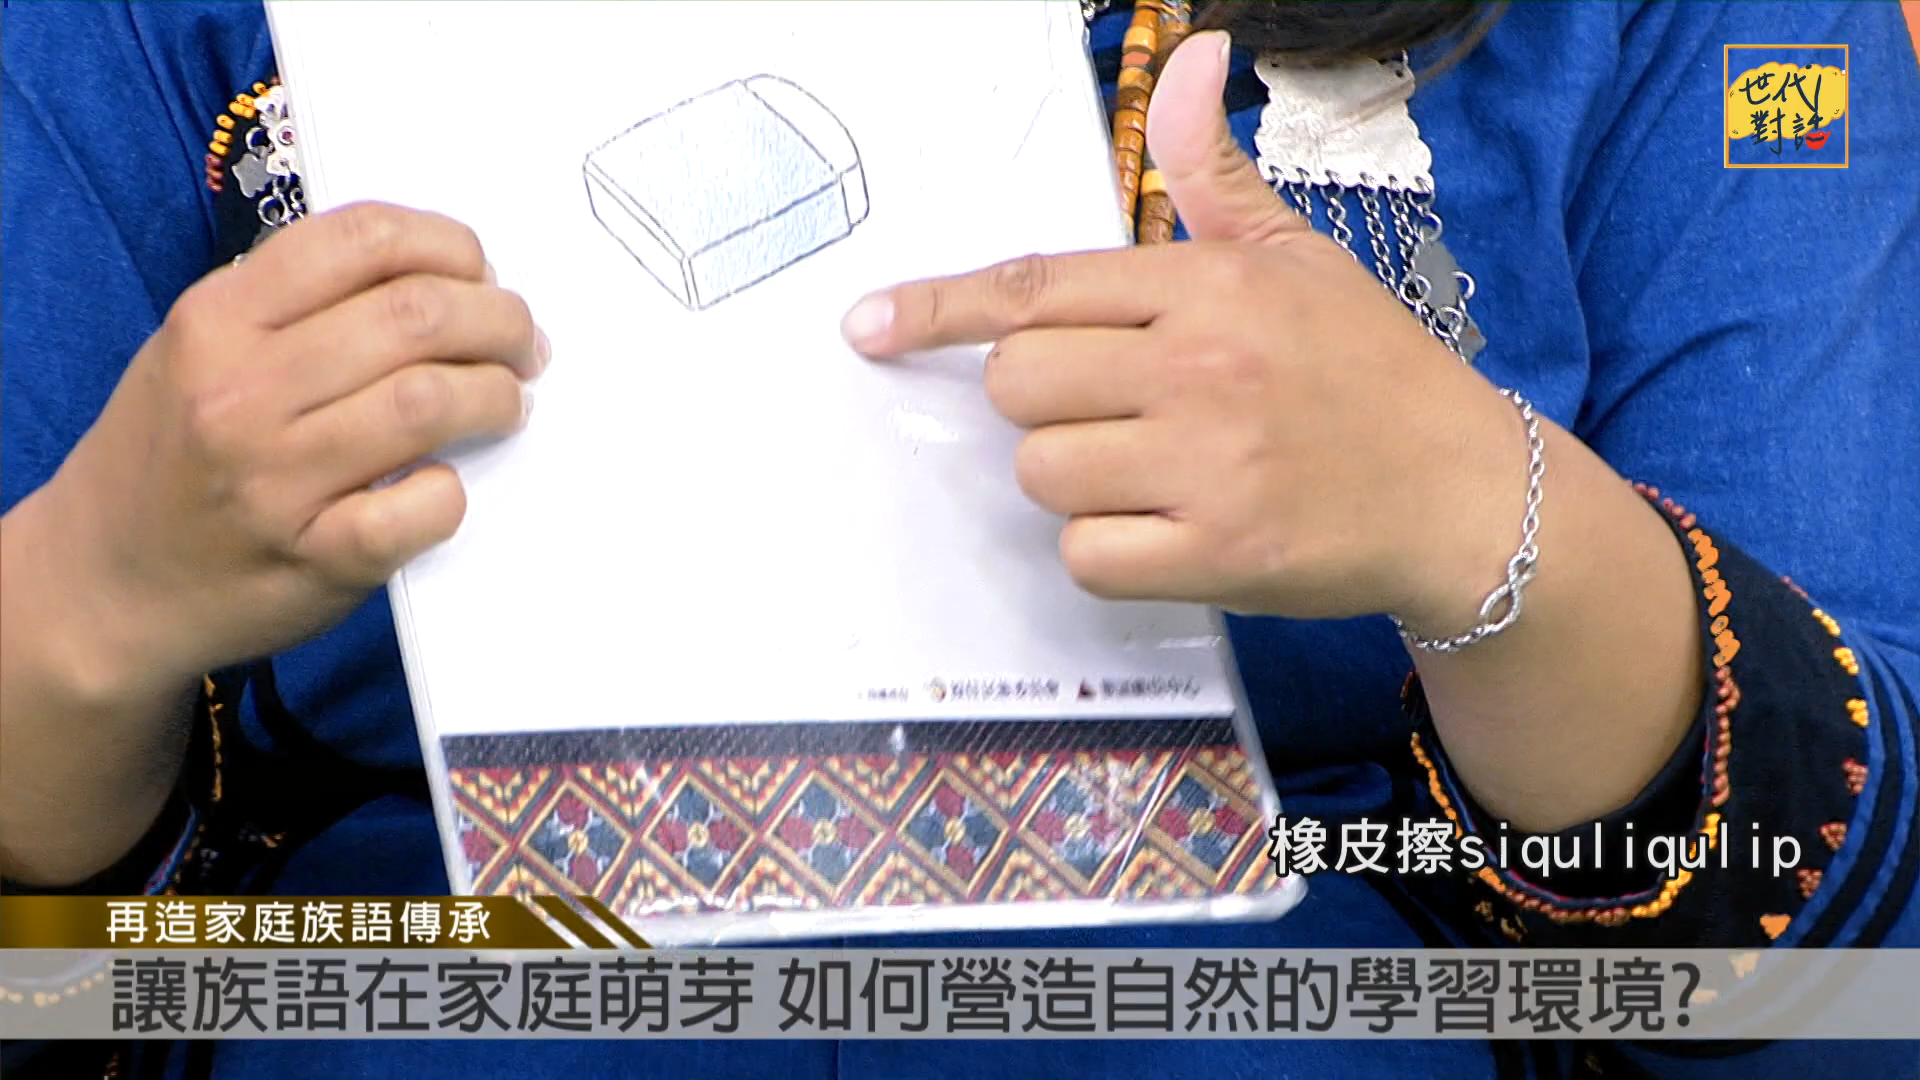 世代
對話
橡皮擦siquliqulip
再造家庭族語傳承
讓族語在家庭萌芽 如何營造自然的學習環境?